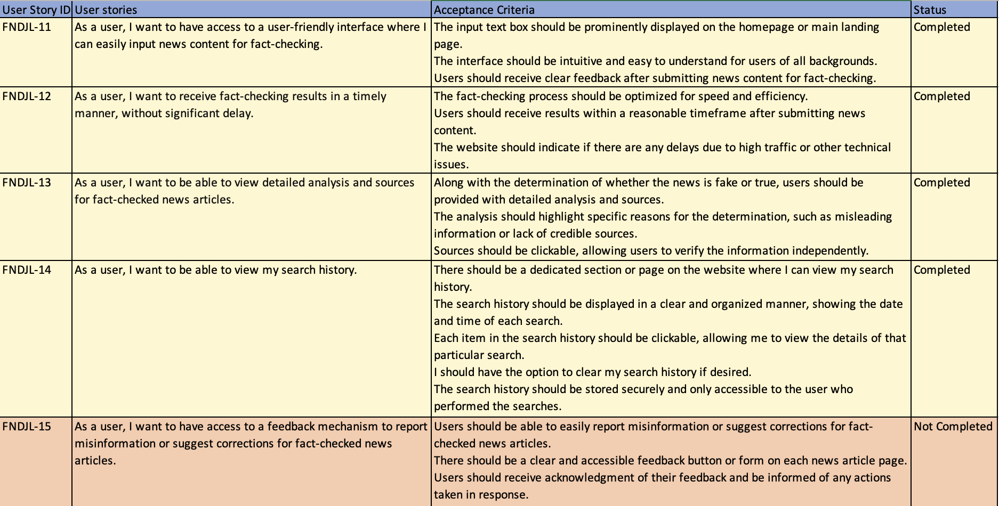 User Story ID User stories Acceptance Criteria Status
FNDJL-11 As a user, I want to have access to a user-friendly interface where I The input text box should be prominently displayed on the homepage or main landing Completed
can easily input news content for fact-checking. page.
The interface should be intuitive and easy to understand for users of all backgrounds.
Users should receive clear feedback after submitting news content for fact-checking.
FNDJL-12 As a user, I want to receive fact-checking results in a timely The fact-checking process should be optimized for speed and efficiency. Completed
manner, without significant delay. Users should receive results within a reasonable timeframe after submitting news
content.
The website should indicate if there are any delays due to high traffic or other technical
issues.
FNDJL-13 As a user, I want to be able to view detailed analysis and sources Along with the determination of whether the news is fake or true, users should be Completed
for fact-checked news articles. provided with detailed analysis and sources.
The analysis should highlight specific reasons for the determination, such as misleading
information or lack of credible sources.
Sources should be clickable, allowing users to verify the information independently.
FNDJL-14 As a user, I want to be able to view my search history. There should be a dedicated section or page on the website where I can view my search Completed
history.
The search history should be displayed in a clear and organized manner, showing the date
and time of each search.
Each item in the search history should be clickable, allowing me to view the details of that
particular search.
I should have the option to clear my search history if desired.
The search history should be stored securely and only accessible to the user who
performed the searches.
FNDJL-15 As a user, I want to have access to a feedback mechanism to report Users should be able to easily report misinformation or suggest corrections for fact- Not Completed
misinformation or suggest corrections for fact-checked news checked news articles.
articles. There should be a clear and accessible feedback button or form on each news article page.
Users should receive acknowledgment of their feedback and be informed of any actions
taken in response.